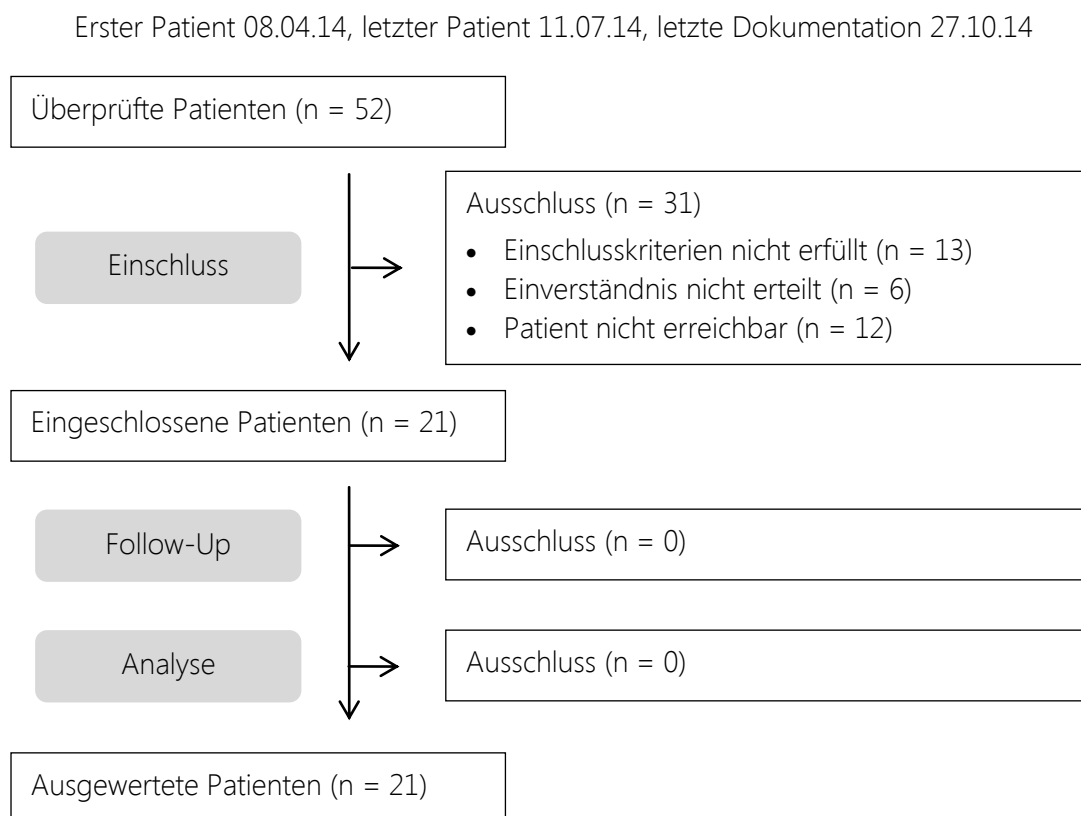 Erster Patient 08.04.14, letzter Patient 11.07.14, letzte Dokumentation 27.10.14
Überprüfte Patienten (n = 52)
Einschluss
Ausschluss (n = 31)
• Einschlusskriterien nicht erfüllt (n = 13)
• Einverständnis nicht erteilt (n = 6)
• Patient nicht erreichbar (n = 12)
Eingeschlossene Patienten (n = 21)
Follow-Up
Ausschluss (n = 0)
Analyse
Ausschluss (n = 0)
Ausgewertete Patienten (n = 21)